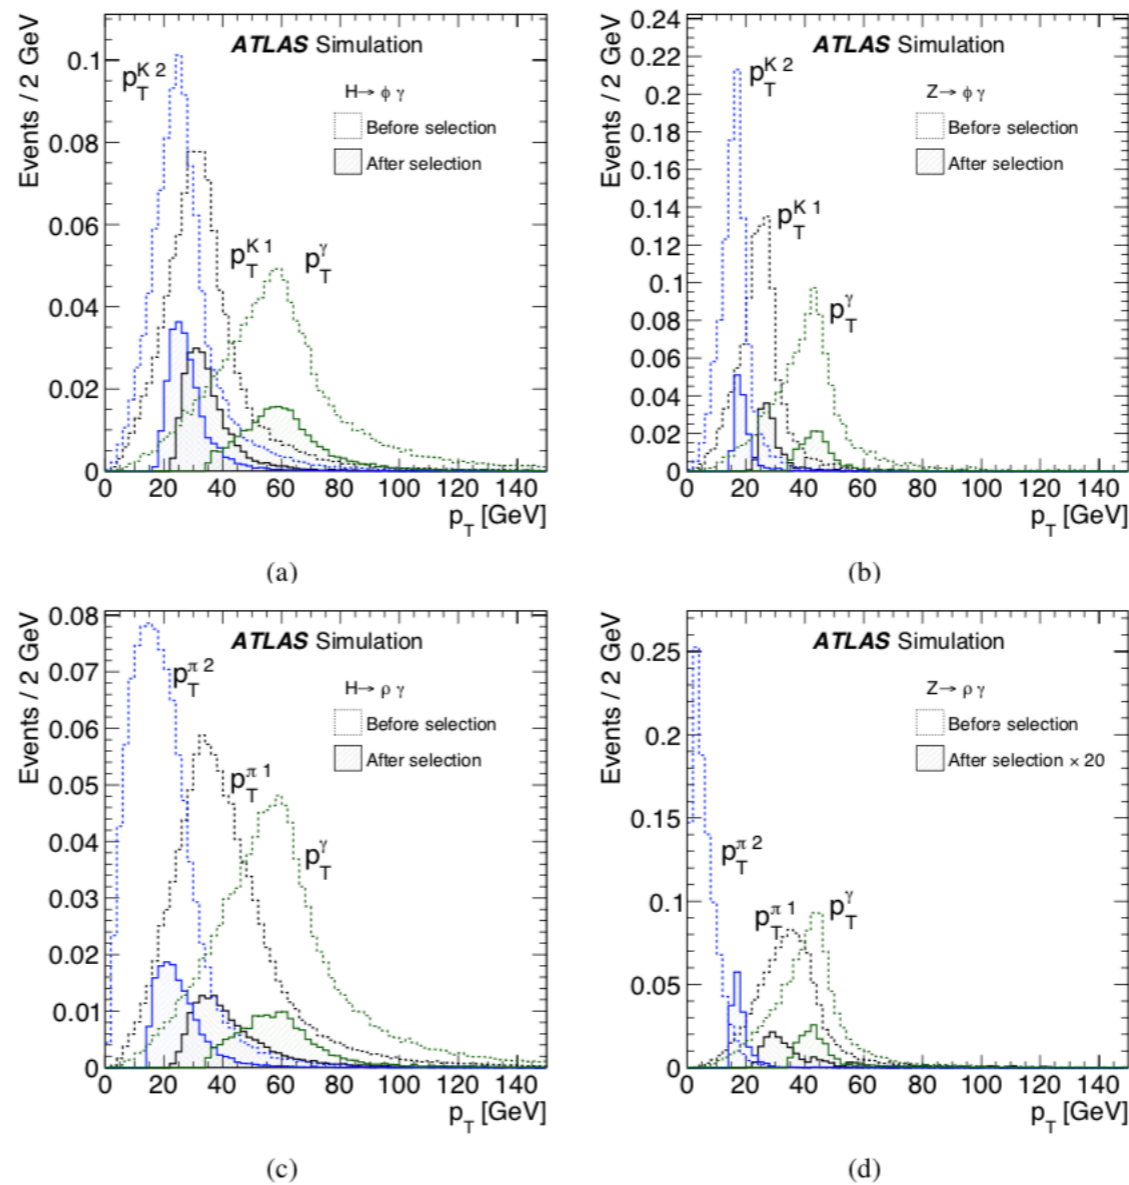 Events / 2 GeV
ATLAS Simulation
H→ φ γ
Before selection
After selection
p_T^{K 2}
p_T^{K 1}
p_T^{γ}
0.1
0.08
0.06
0.04
0.02
0
0 20 40 60 80 100 120 140
p_T [GeV]
(a)
Events / 2 GeV
ATLAS Simulation
Z→ φ γ
Before selection
After selection
p_T^{K 2}
p_T^{K 1}
p_T^{γ}
0.24
0.22
0.2
0.18
0.16
0.14
0.12
0.1
0.08
0.06
0.04
0.02
0
0 20 40 60 80 100 120 140
p_T [GeV]
(b)
Events / 2 GeV
ATLAS Simulation
H→ ρ γ
Before selection
After selection
p_T^{π 2}
p_T^{π 1}
p_T^{γ}
0.08
0.07
0.06
0.05
0.04
0.03
0.02
0.01
0
0 20 40 60 80 100 120 140
p_T [GeV]
(c)
Events / 2 GeV
ATLAS Simulation
Z→ ρ γ
Before selection
After selection × 20
p_T^{π 2}
p_T^{π 1}
p_T^{γ}
0.25
0.2
0.15
0.1
0.05
0
0 20 40 60 80 100 120 140
p_T [GeV]
(d)